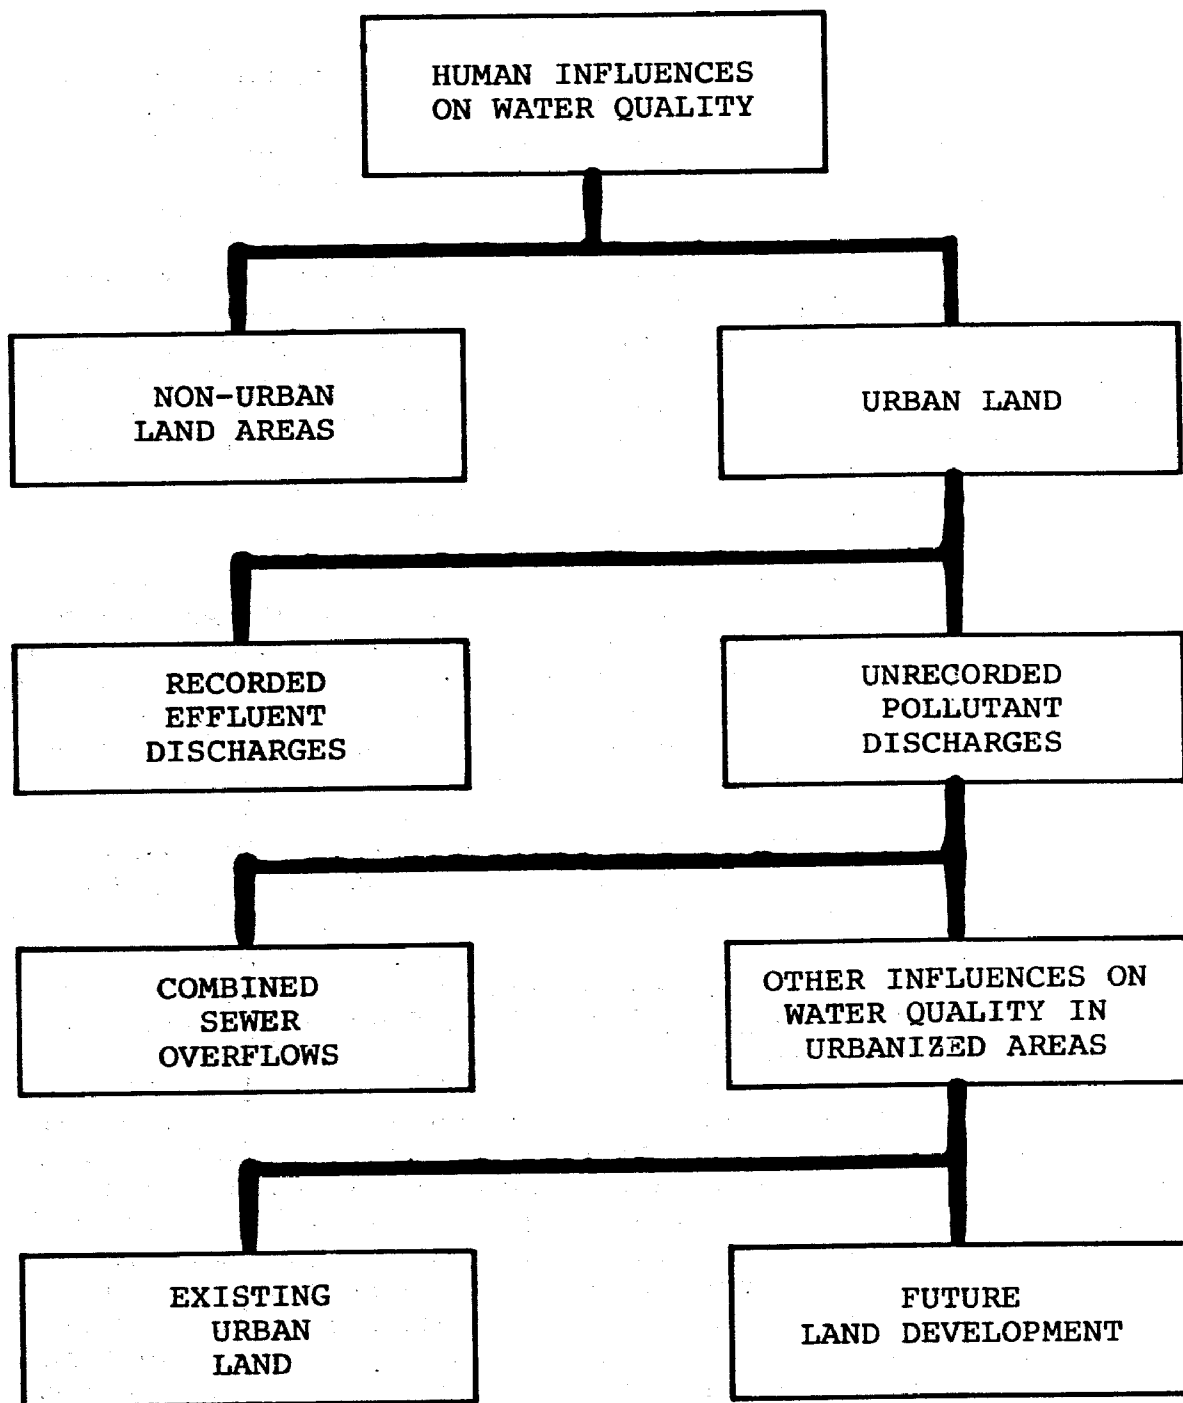 HUMAN INFLUENCES
ON WATER QUALITY
NON-URBAN
LAND AREAS
URBAN LAND
RECORDED
EFFLUENT
DISCHARGES
UNRECORDED
POLLUTANT
DISCHARGES
COMBINED
SEWER
OVERFLOWS
OTHER INFLUENCES ON
WATER QUALITY IN
URBANIZED AREAS
EXISTING
URBAN
LAND
FUTURE
LAND DEVELOPMENT